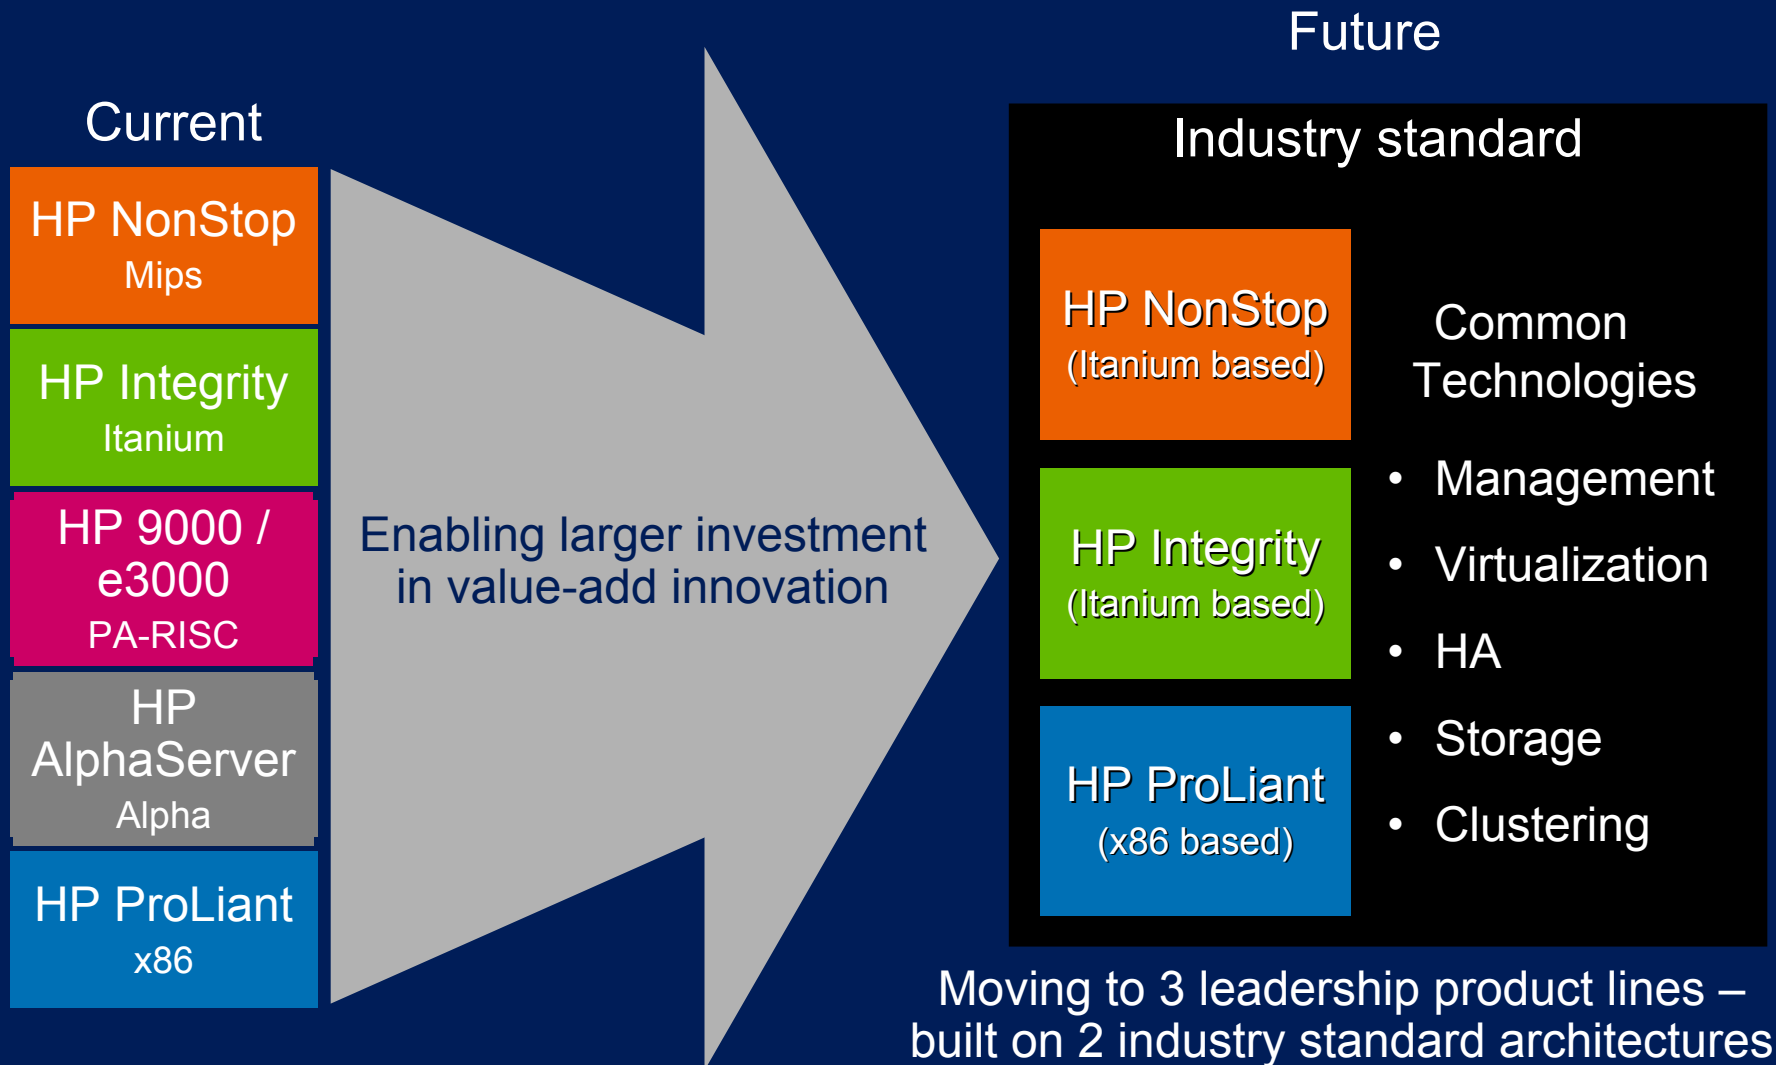 Current
HP NonStop
Mips
HP Integrity
Itanium
HP 9000 /
e3000
PA-RISC
HP
AlphaServer
Alpha
HP ProLiant
x86
Enabling larger investment
in value-add innovation
Future
Industry standard
HP NonStop
(Itanium based)
HP Integrity
(Itanium based)
HP ProLiant
(x86 based)
Common
Technologies
• Management
• Virtualization
• HA
• Storage
• Clustering
Moving to 3 leadership product lines –
built on 2 industry standard architectures